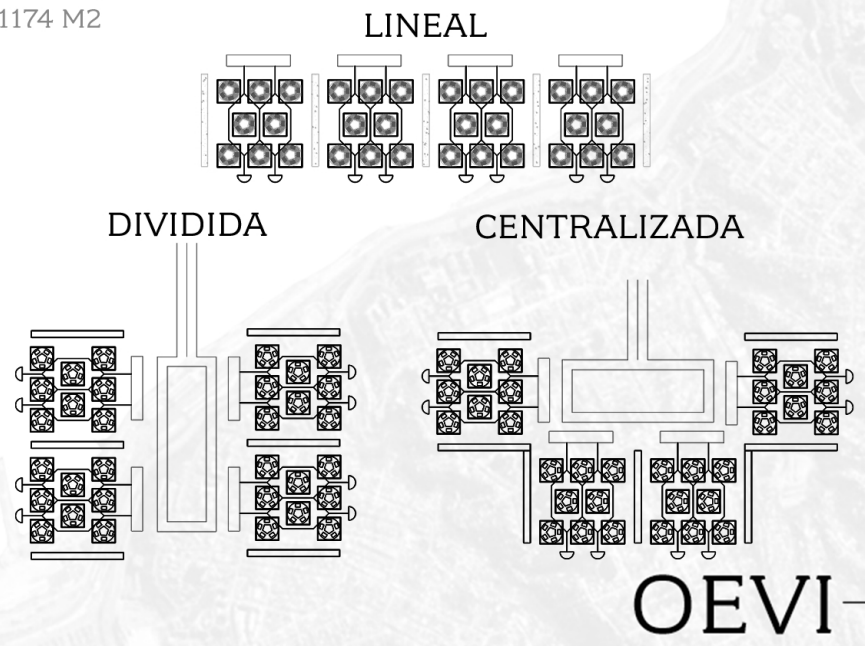 1174 M2
LINEAL
DIVIDIDA
CENTRALIZADA
OEVI